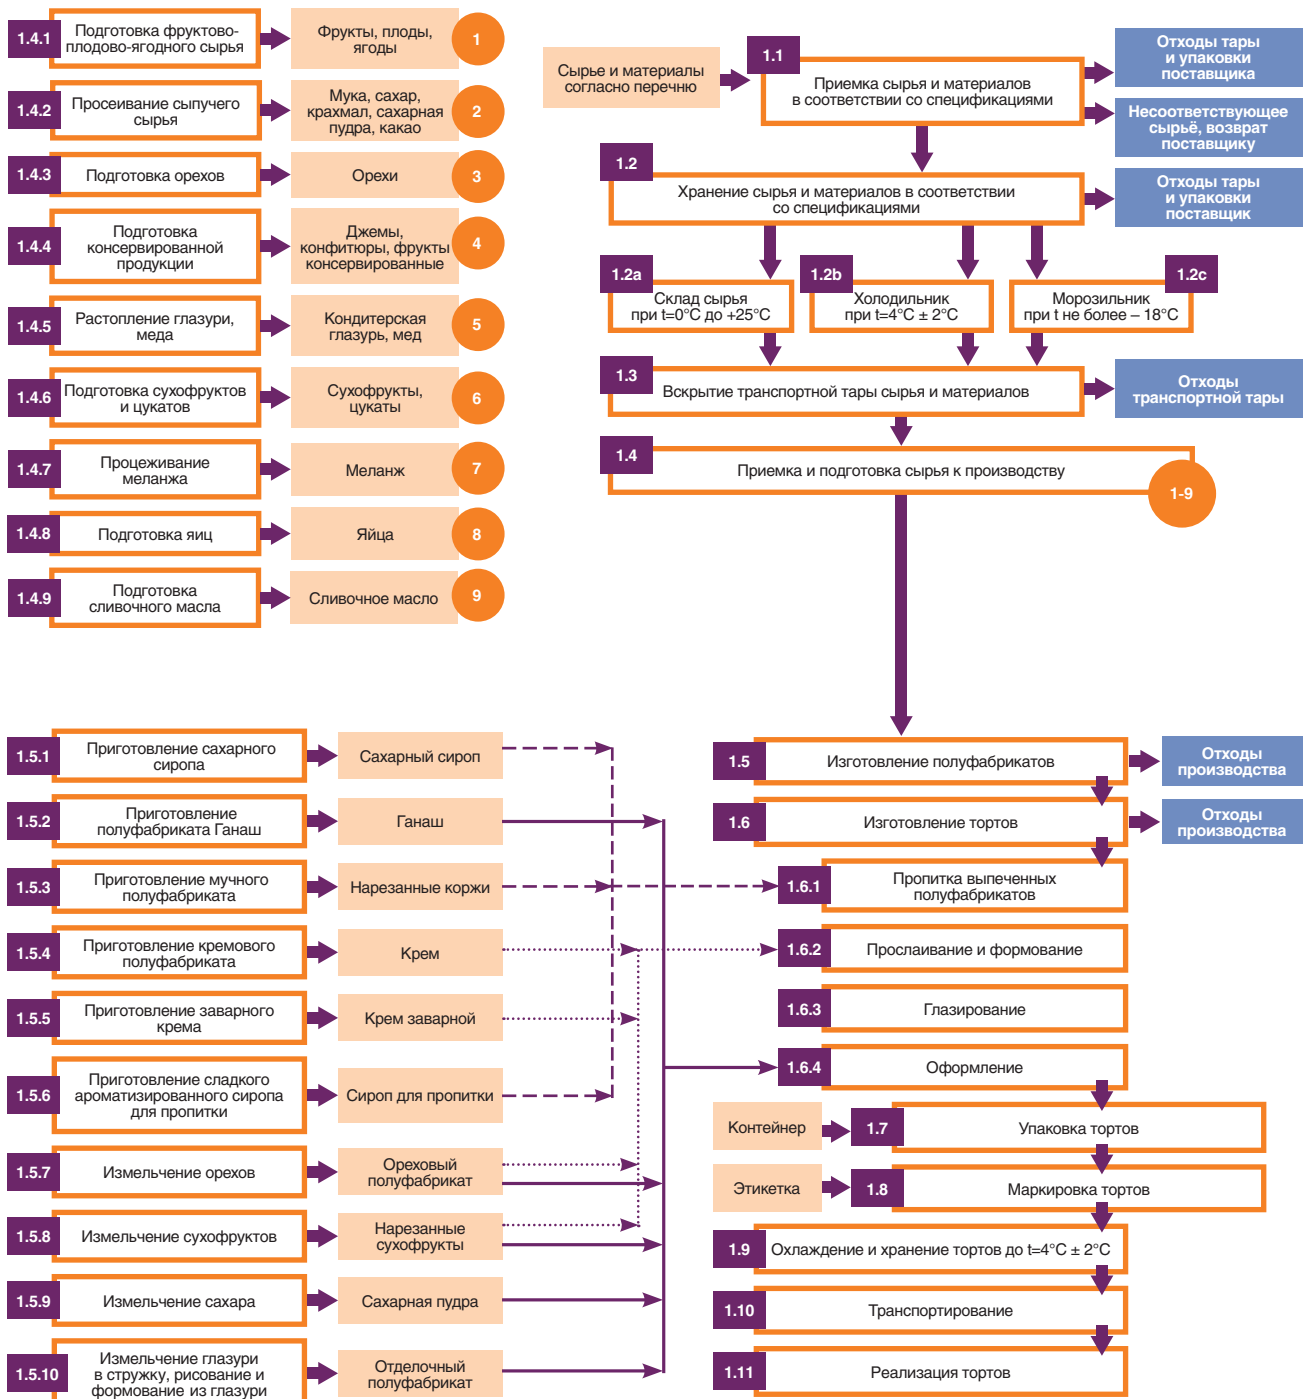 1.4.1
Подготовка фруктово-
плодово-ягодного сырья
Фрукты, плоды,
ягоды
1
1.4.2
Просеивание сыпучего
сырья
Мука, сахар,
крахмал, сахарная
пудра, какао
2
1.4.3
Подготовка орехов
Орехи
3
1.4.4
Подготовка
консервированной
продукции
Джемы,
конфитюры, фрукты
консервированные
4
1.4.5
Растопление глазури,
меда
Кондитерская
глазурь, мед
5
1.4.6
Подготовка сухофруктов
и цукатов
Сухофрукты,
цукаты
6
1.4.7
Процеживание
меланжа
Меланж
7
1.4.8
Подготовка яиц
Яйца
8
1.4.9
Подготовка
сливочного масла
Сливочное масло
9
Сырье и материалы
согласно перечню
1.1
Приемка сырья и материалов
в соответствии со спецификациями
Отходы тары
и упаковки
поставщика
Несоответствующее
сырьё, возврат
поставщику
1.2
Хранение сырья и материалов в соответствии
со спецификациями
Отходы тары
и упаковки
поставщик
1.2a
Склад сырья
при t=0°C до +25°C
1.2b
Холодильник
при t=4°C ± 2°C
1.2c
Морозильник
при t не более – 18°C
1.3
Вскрытие транспортной тары сырья и материалов
Отходы
транспортной тары
1.4
Приемка и подготовка сырья к производству
1-9
1.5.1
Приготовление сахарного
сиропа
Сахарный сироп
1.5.2
Приготовление
полуфабриката Ганаш
Ганаш
1.5.3
Приготовление мучного
полуфабриката
Нарезанные коржи
1.5.4
Приготовление кремового
полуфабриката
Крем
1.5.5
Приготовление заварного
крема
Крем заварной
1.5.6
Приготовление сладкого
ароматизированного сиропа
для пропитки
Сироп для пропитки
1.5.7
Измельчение орехов
Ореховый
полуфабрикат
1.5.8
Измельчение сухофруктов
Нарезанные
сухофрукты
1.5.9
Измельчение сахара
Сахарная пудра
1.5.10
Измельчение глазури
в стружку, рисование и
формование из глазури
Отделочный
полуфабрикат
1.5
Изготовление полуфабрикатов
Отходы
производства
1.6
Изготовление тортов
Отходы
производства
1.6.1
Пропитка выпеченных
полуфабрикатов
1.6.2
Прослаивание и формование
1.6.3
Глазирование
1.6.4
Оформление
Контейнер
1.7
Упаковка тортов
Этикетка
1.8
Маркировка тортов
1.9
Охлаждение и хранение тортов до t=4°C ± 2°C
1.10
Транспортирование
1.11
Реализация тортов